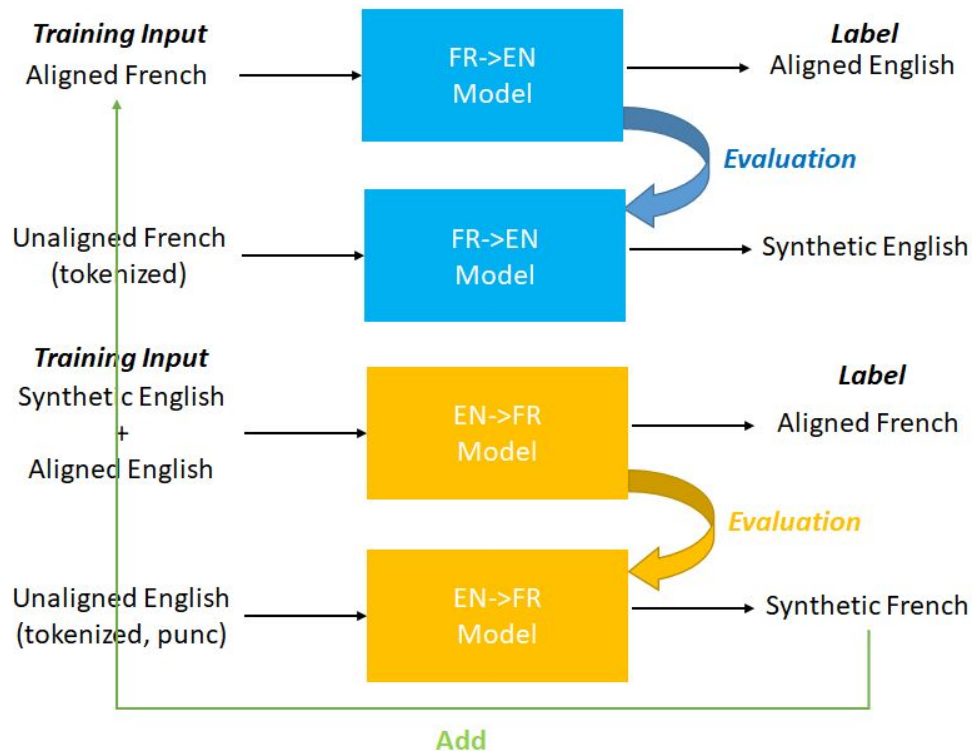 Training Input
Aligned French
FR->EN
Model
Label
Aligned English
Evaluation
Unaligned French
(tokenized)
FR->EN
Model
Synthetic English
Training Input
Synthetic English
+
Aligned English
EN->FR
Model
Label
Aligned French
Evaluation
Unaligned English
(tokenized, punc)
EN->FR
Model
Synthetic French
Add